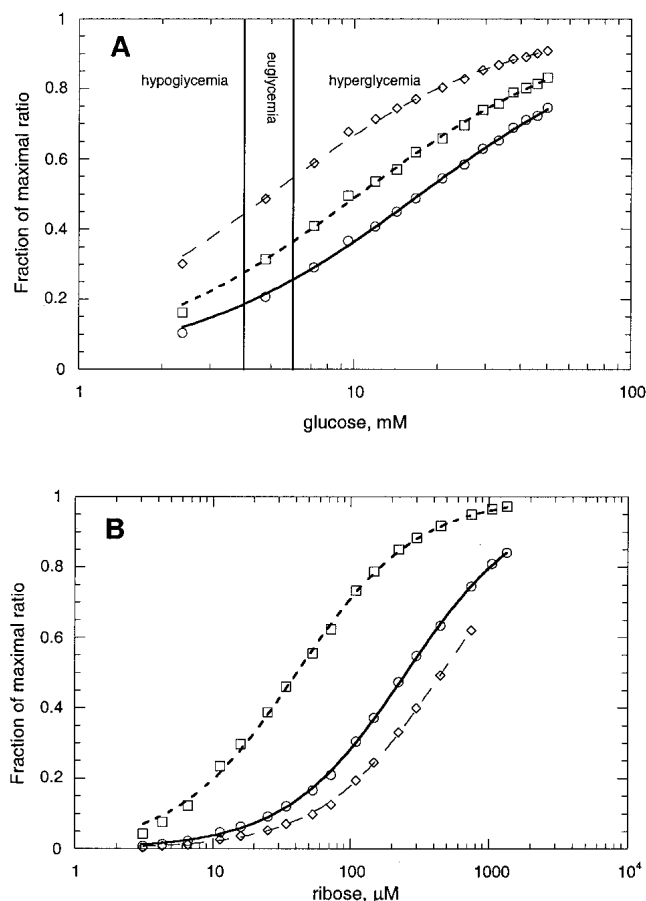 1
A
hypoglycemia
euglycemia
hyperglycemia
0.8
0.6
0.4
0.2
0
Fraction of maximal ratio
1
10
100
glucose, mM
1
B
0.8
0.6
0.4
0.2
0
Fraction of maximal ratio
1
10
100
1000
10⁴
ribose, μM